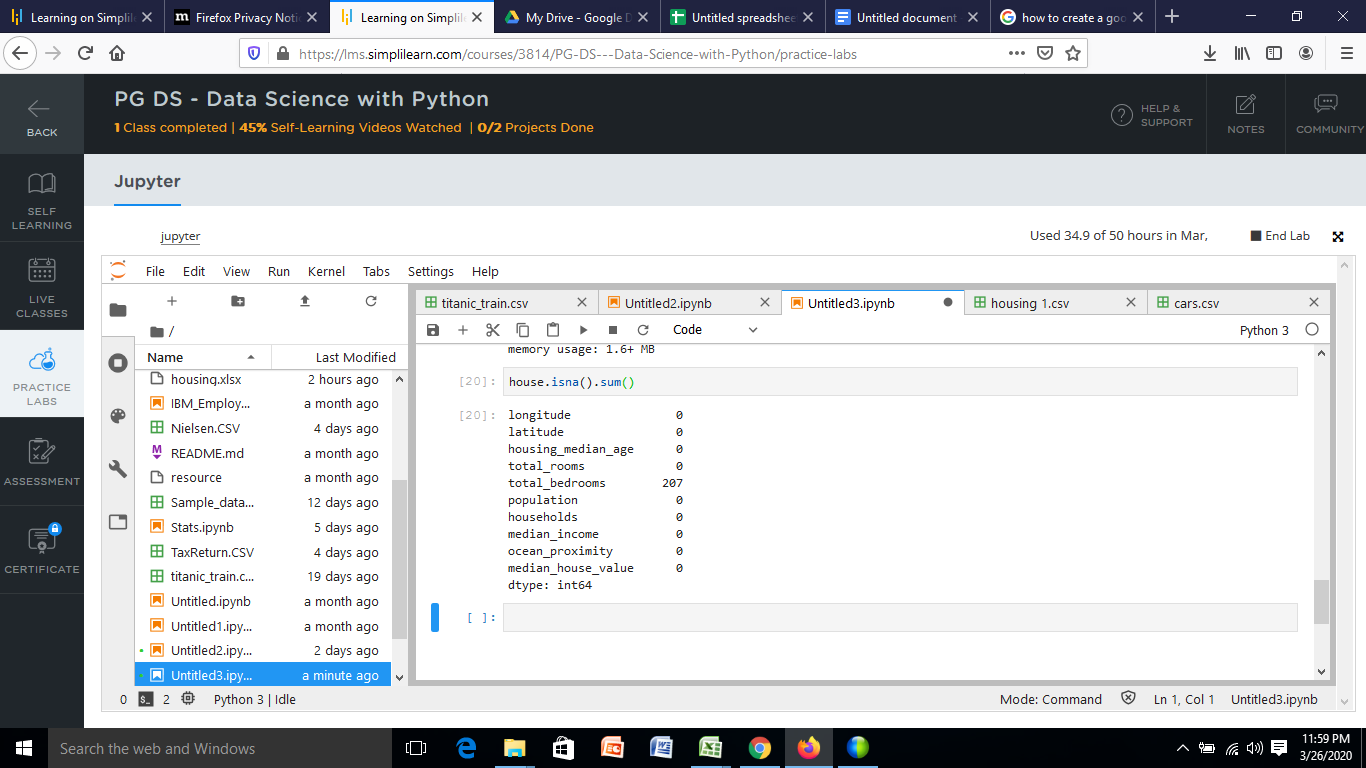 Learning on Simplile
Firefox Privacy Notic
Learning on Simplile
My Drive - Google D
Untitled spreadshee
Untitled document
how to create a goo
https://lms.simplilearn.com/courses/3814/PG-DS---Data-Science-with-Python/practice-labs
BACK
PG DS - Data Science with Python
1 Class completed | 45% Self-Learning Videos Watched | 0/2 Projects Done
HELP &
SUPPORT
NOTES
COMMUNITY
SELF
LEARNING
LIVE
CLASSES
PRACTICE
LABS
ASSESSMENT
CERTIFICATE
Jupyter
jupyter
Used 34.9 of 50 hours in Mar,
End Lab
File Edit View Run Kernel Tabs Settings Help
titanic_train.csv
Untitled2.ipynb
Untitled3.ipynb
housing 1.csv
cars.csv
/
Code
Python 3
Name Last Modified
housing.xlsx 2 hours ago
IBM_Employ... a month ago
Nielsen.CSV 4 days ago
README.md a month ago
resource a month ago
Sample_data... 12 days ago
Stats.ipynb 5 days ago
TaxReturn.CSV 4 days ago
titanic_train.c... 19 days ago
Untitled.ipynb a month ago
Untitled1.ipy... a month ago
Untitled2.ipy... 2 days ago
Untitled3.ipy... a minute ago
memory usage: 1.6+ MB
[20]: house.isna().sum()
[20]: longitude 0
latitude 0
housing_median_age 0
total_rooms 0
total_bedrooms 207
population 0
households 0
median_income 0
ocean_proximity 0
median_house_value 0
dtype: int64
[ ]:
0 2 Python 3 | Idle
Mode: Command
Ln 1, Col 1
Untitled3.ipynb
Search the web and Windows
11:59 PM
3/26/2020